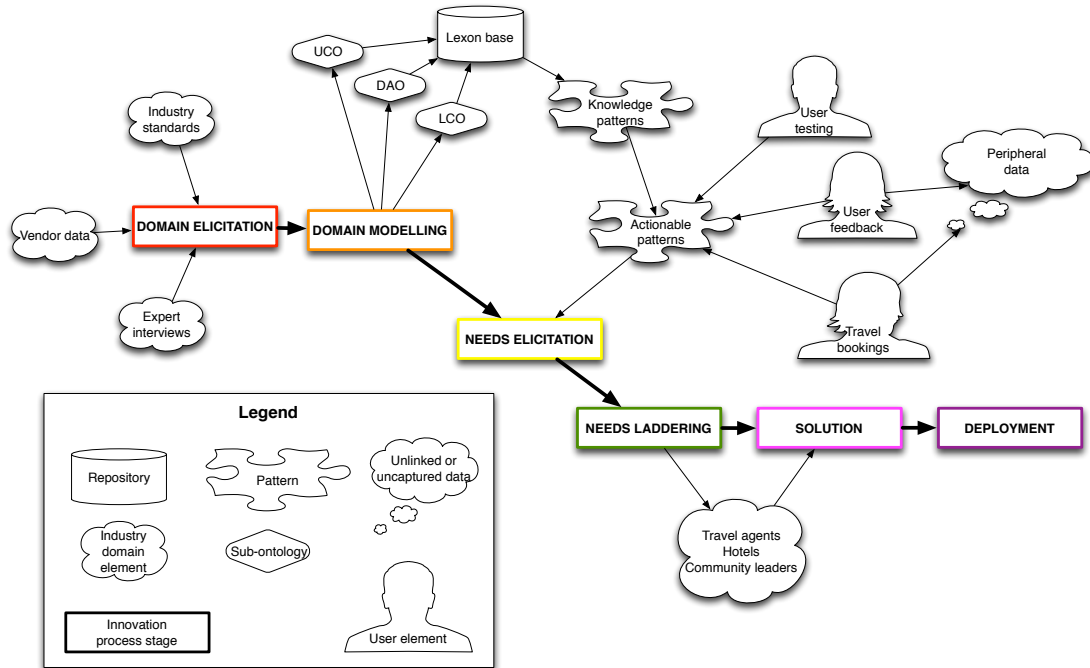 UCO
Lexon base
DAO
LCO
Industry
standards
Knowledge
patterns
User
testing
Peripheral
data
Vendor data
DOMAIN ELICITATION
DOMAIN MODELLING
Actionable
patterns
User
feedback
Expert
interviews
NEEDS ELICITATION
Travel
bookings
Legend
Repository
Pattern
Unlinked or
uncaptured data
Industry
domain
element
Sub-ontology
Innovation
process stage
User element
NEEDS LADDERING
SOLUTION
DEPLOYMENT
Travel agents
Hotels
Community leaders